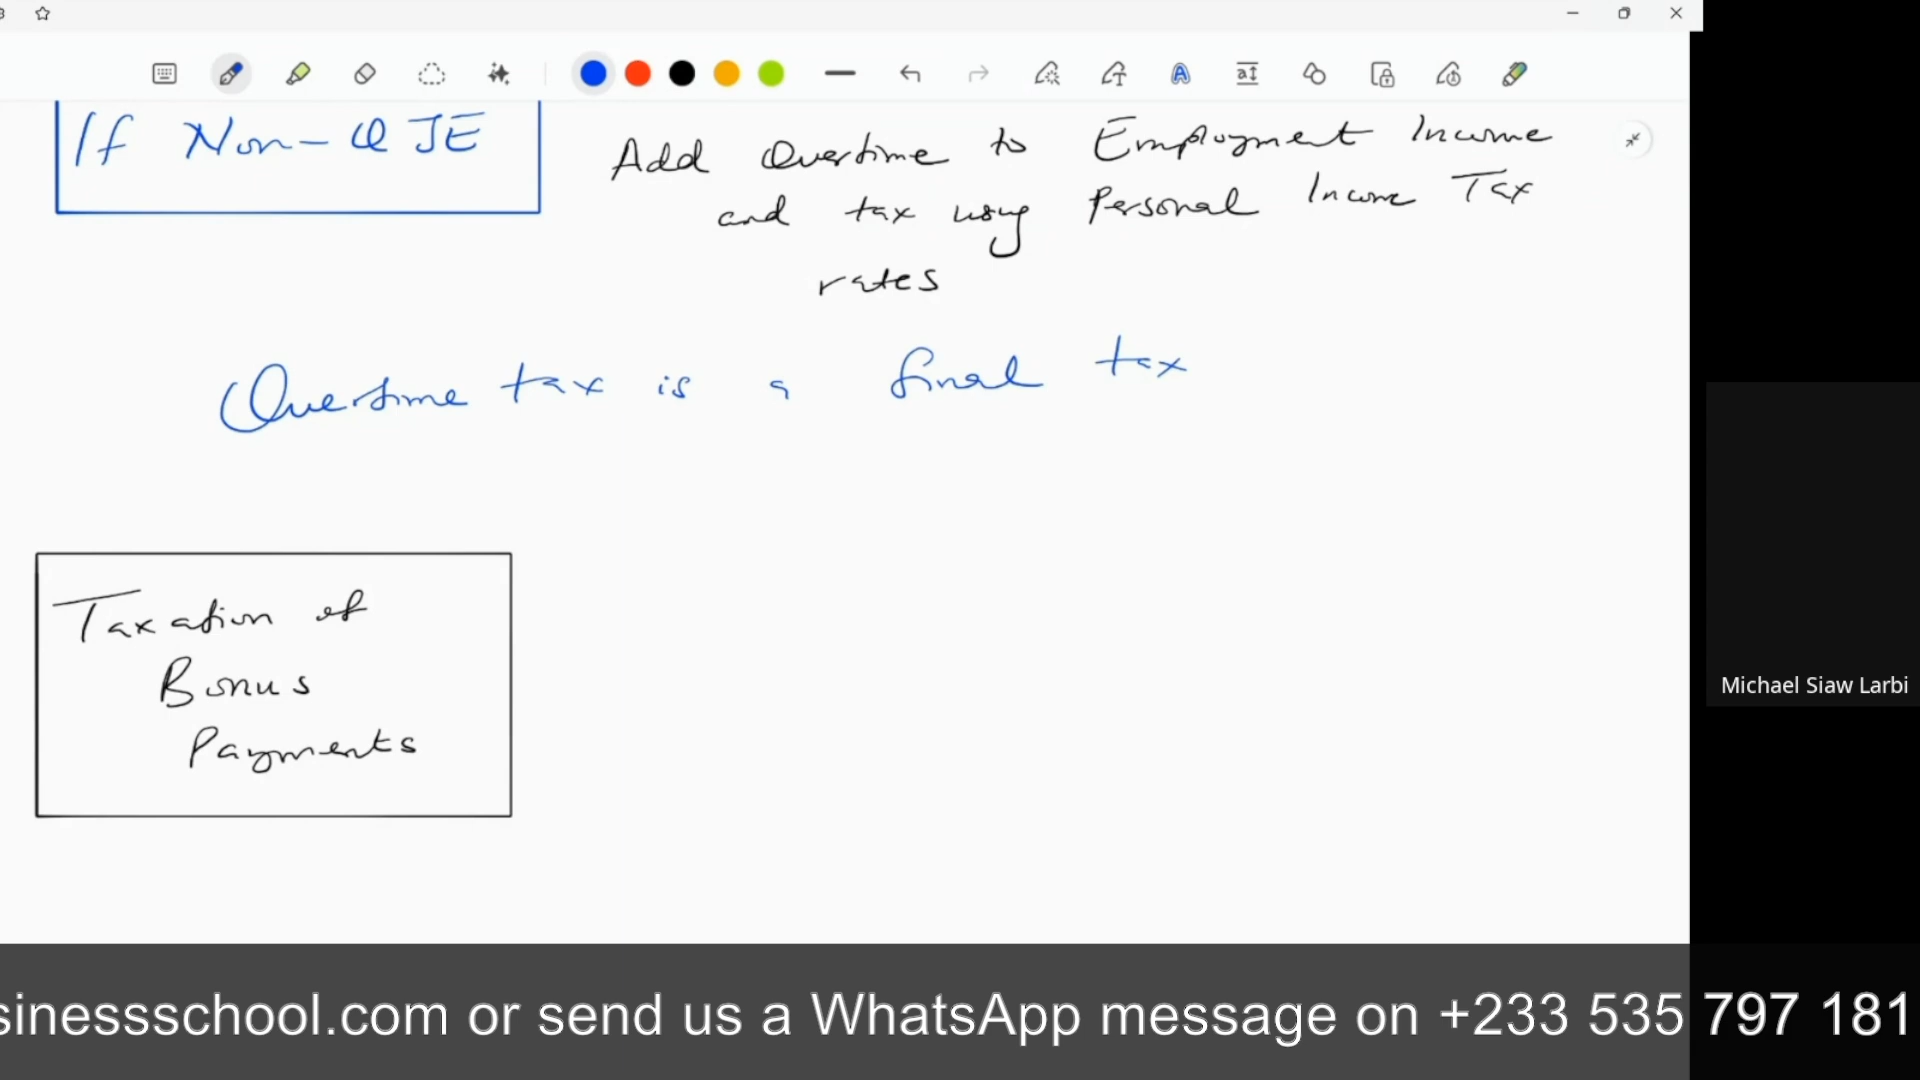 If Non-QJE
Add Overtime to Employment Income
and tax using Personal Income Tax
rates
Overtime tax is a final tax
Taxation of
Bonus
Payments
Michael Siaw Larbi
sinessschool.com or send us a WhatsApp message on +233 535 797 181